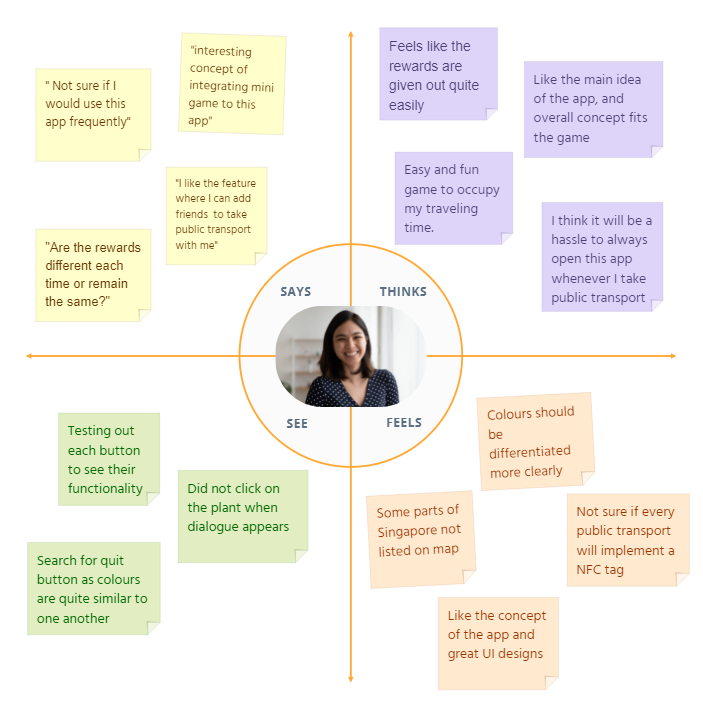 " Not sure if I
would use this
app frequently"
"interesting
concept of
integrating mini
game to this
app"
"I like the feature
where I can add
friends to take
public transport
with me"
"Are the rewards
different each
time or remain
the same?"
Feels like the
rewards are
given out quite
easily
Like the main idea
of the app, and
overall concept fits
the game
Easy and fun
game to occupy
my traveling
time.
I think it will be a
hassle to always
open this app
whenever I take
public transport
SAYS
THINKS
SEE
FEELS
Testing out
each button
to see their
functionality
Did not click on
the plant when
dialogue appears
Search for quit
button as colours
are quite similar to
one another
Colours should
be
differentiated
more clearly
Some parts of
Singapore not
listed on map
Not sure if every
public transport
will implement a
NFC tag
Like the concept
of the app and
great UI designs